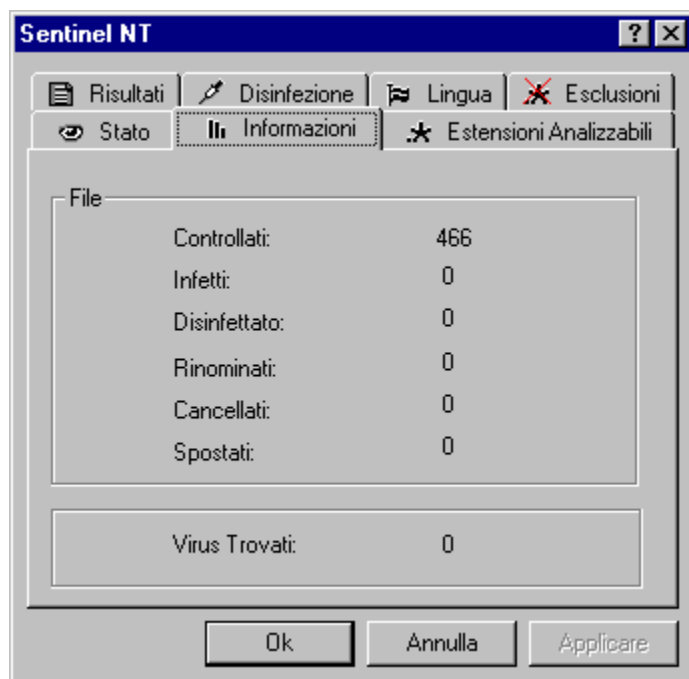 Sentinel NT
Risultati Disinfezione Lingua Esclusioni
Stato Informazioni Estensioni Analizzabili
File
Controllati: 466
Infetti: 0
Disinfettato: 0
Rinominati: 0
Cancellati: 0
Spostati: 0
Virus Trovati: 0
Ok Annulla Applicare